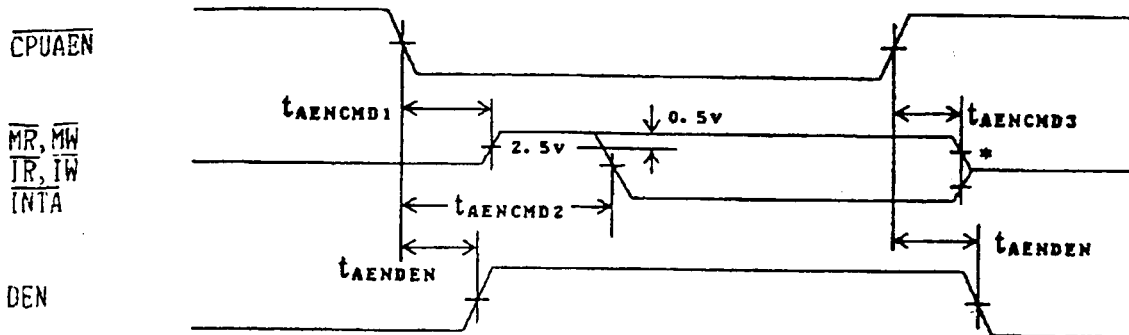 CPUAEN
tAENCMD1
0.5v
tAENCMD3
MR, MW
IR, IW
INTA
2.5v
*
tAENCMD2
tAENDEN
tAENDEN
DEN